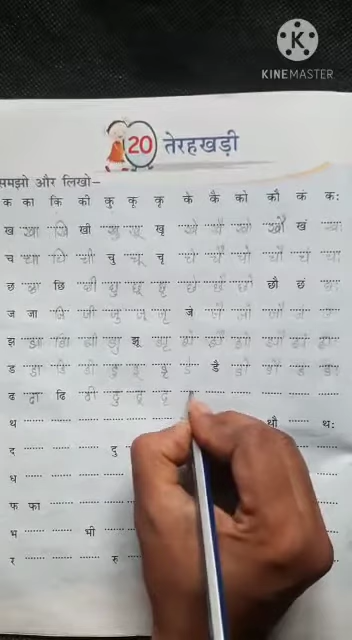 KINEMASTER
20 तेरहखड़ी
समझो और लिखो–
क का कि की कु कू कृ के कै को कौ कं कः
ख खा खि खी खु खू खृ खे खै खो खौ खं खः
च चा चि ची चु चू चृ चे चै चो चौ चं चः
छ छा छि छी छु छू छृ छे छै छो छौ छं छः
ज जा जि जी जु जू जृ जे जै जो जौ जं जः
झ झा झि झी झु झू झृ झे झै झो झौ झं झः
ड डा डि डी डु डू डृ डे डै डो डौ डं डः
ढ ढा ढि ढी ढु ढू ढृ
थ थौ थः
द दु
ध
फ फा
भ भी
र रु